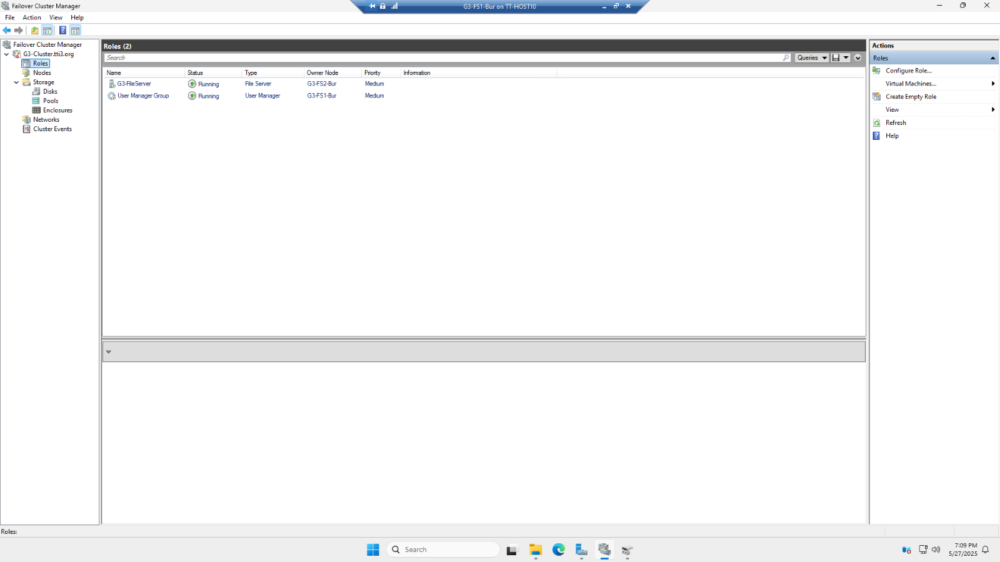 Failover Cluster Manager
G3-FS1-Bur on TT-HOST10
File Action View Help
Failover Cluster Manager
G3-Cluster.tti3.org
Roles
Nodes
Storage
Disks
Pools
Enclosures
Networks
Cluster Events
Roles (2)
Search
Queries
Name Status Type Owner Node Priority Information
G3-FileServer Running File Server G3-FS2-Bur Medium
User Manager Group Running User Manager G3-FS1-Bur Medium
Actions
Roles
Configure Role...
Virtual Machines...
Create Empty Role
View
Refresh
Help
Roles:
Search
7:09 PM
5/27/2025